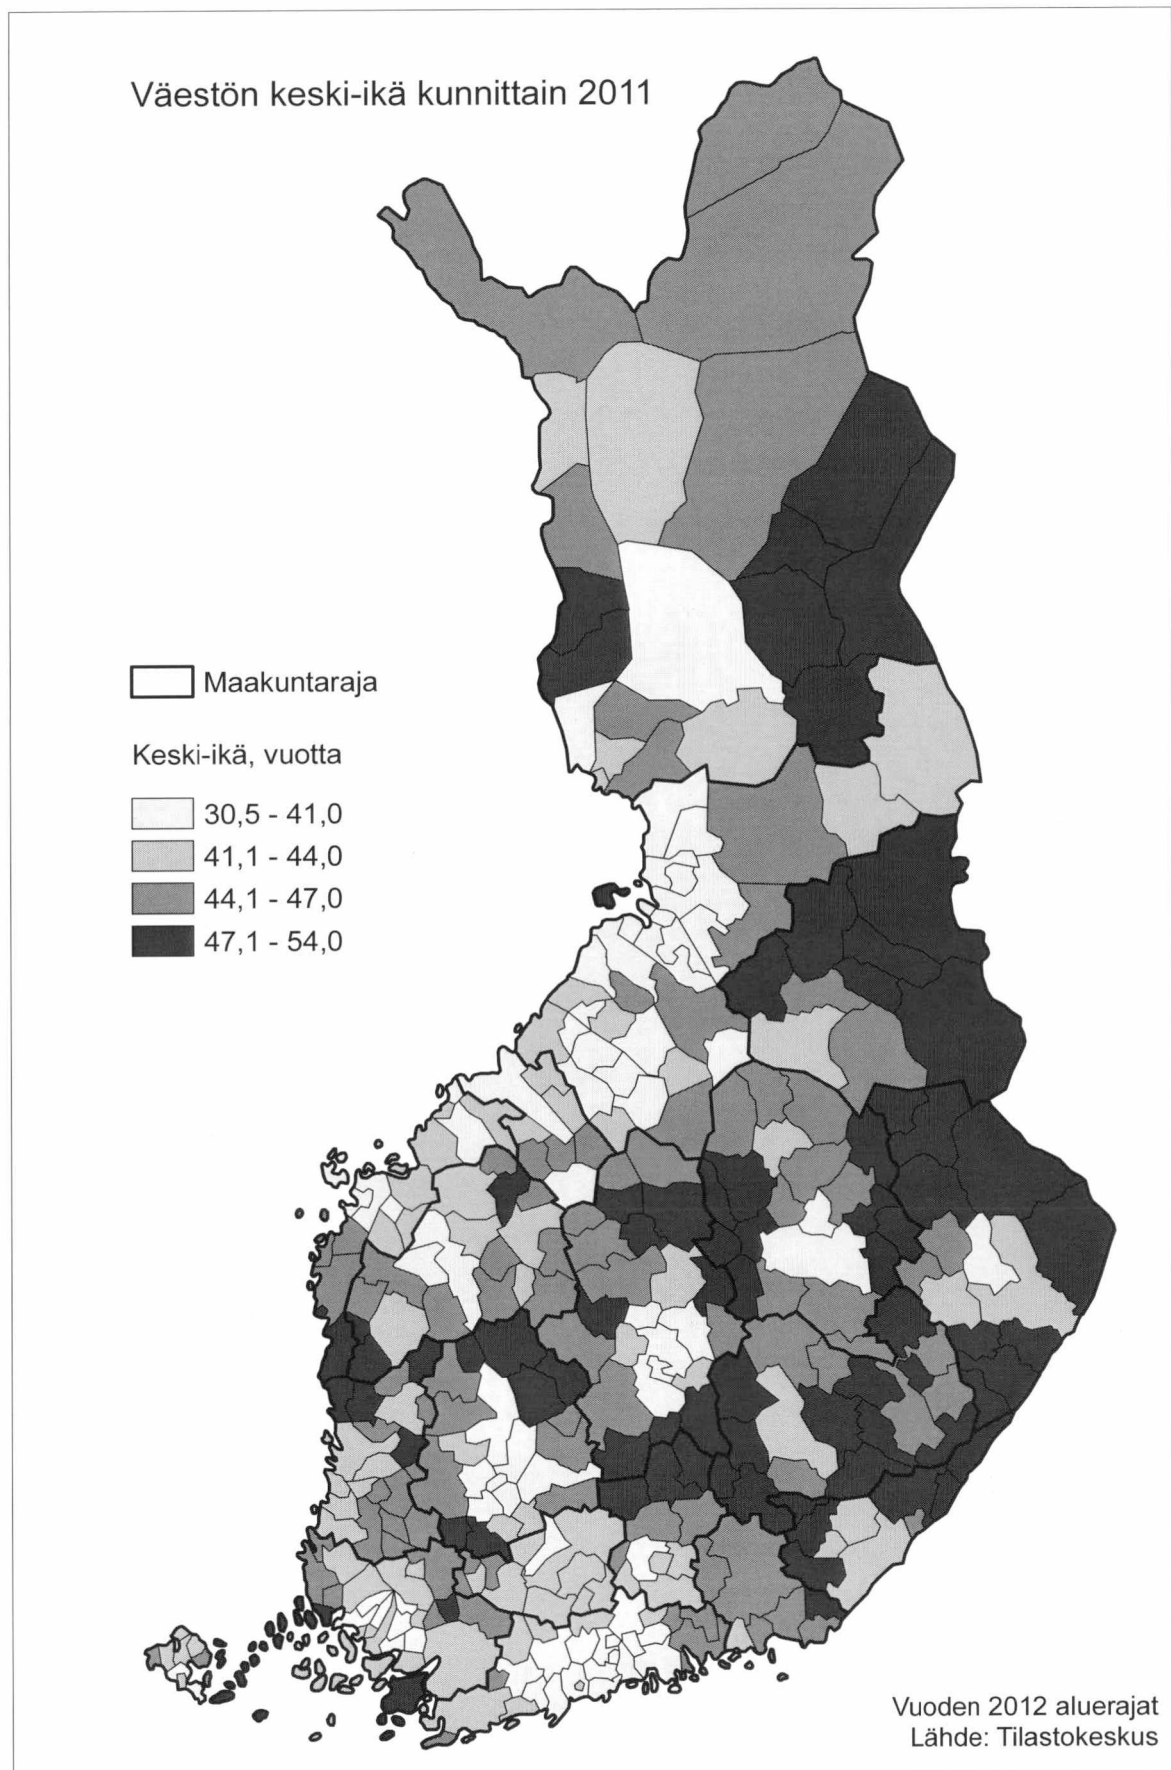 Väestön keski-ikä kunnittain 2011
Maakuntaraja
Keski-ikä, vuotta
30,5 - 41,0
41,1 - 44,0
44,1 - 47,0
47,1 - 54,0
Vuoden 2012 aluerajat
Lähde: Tilastokeskus